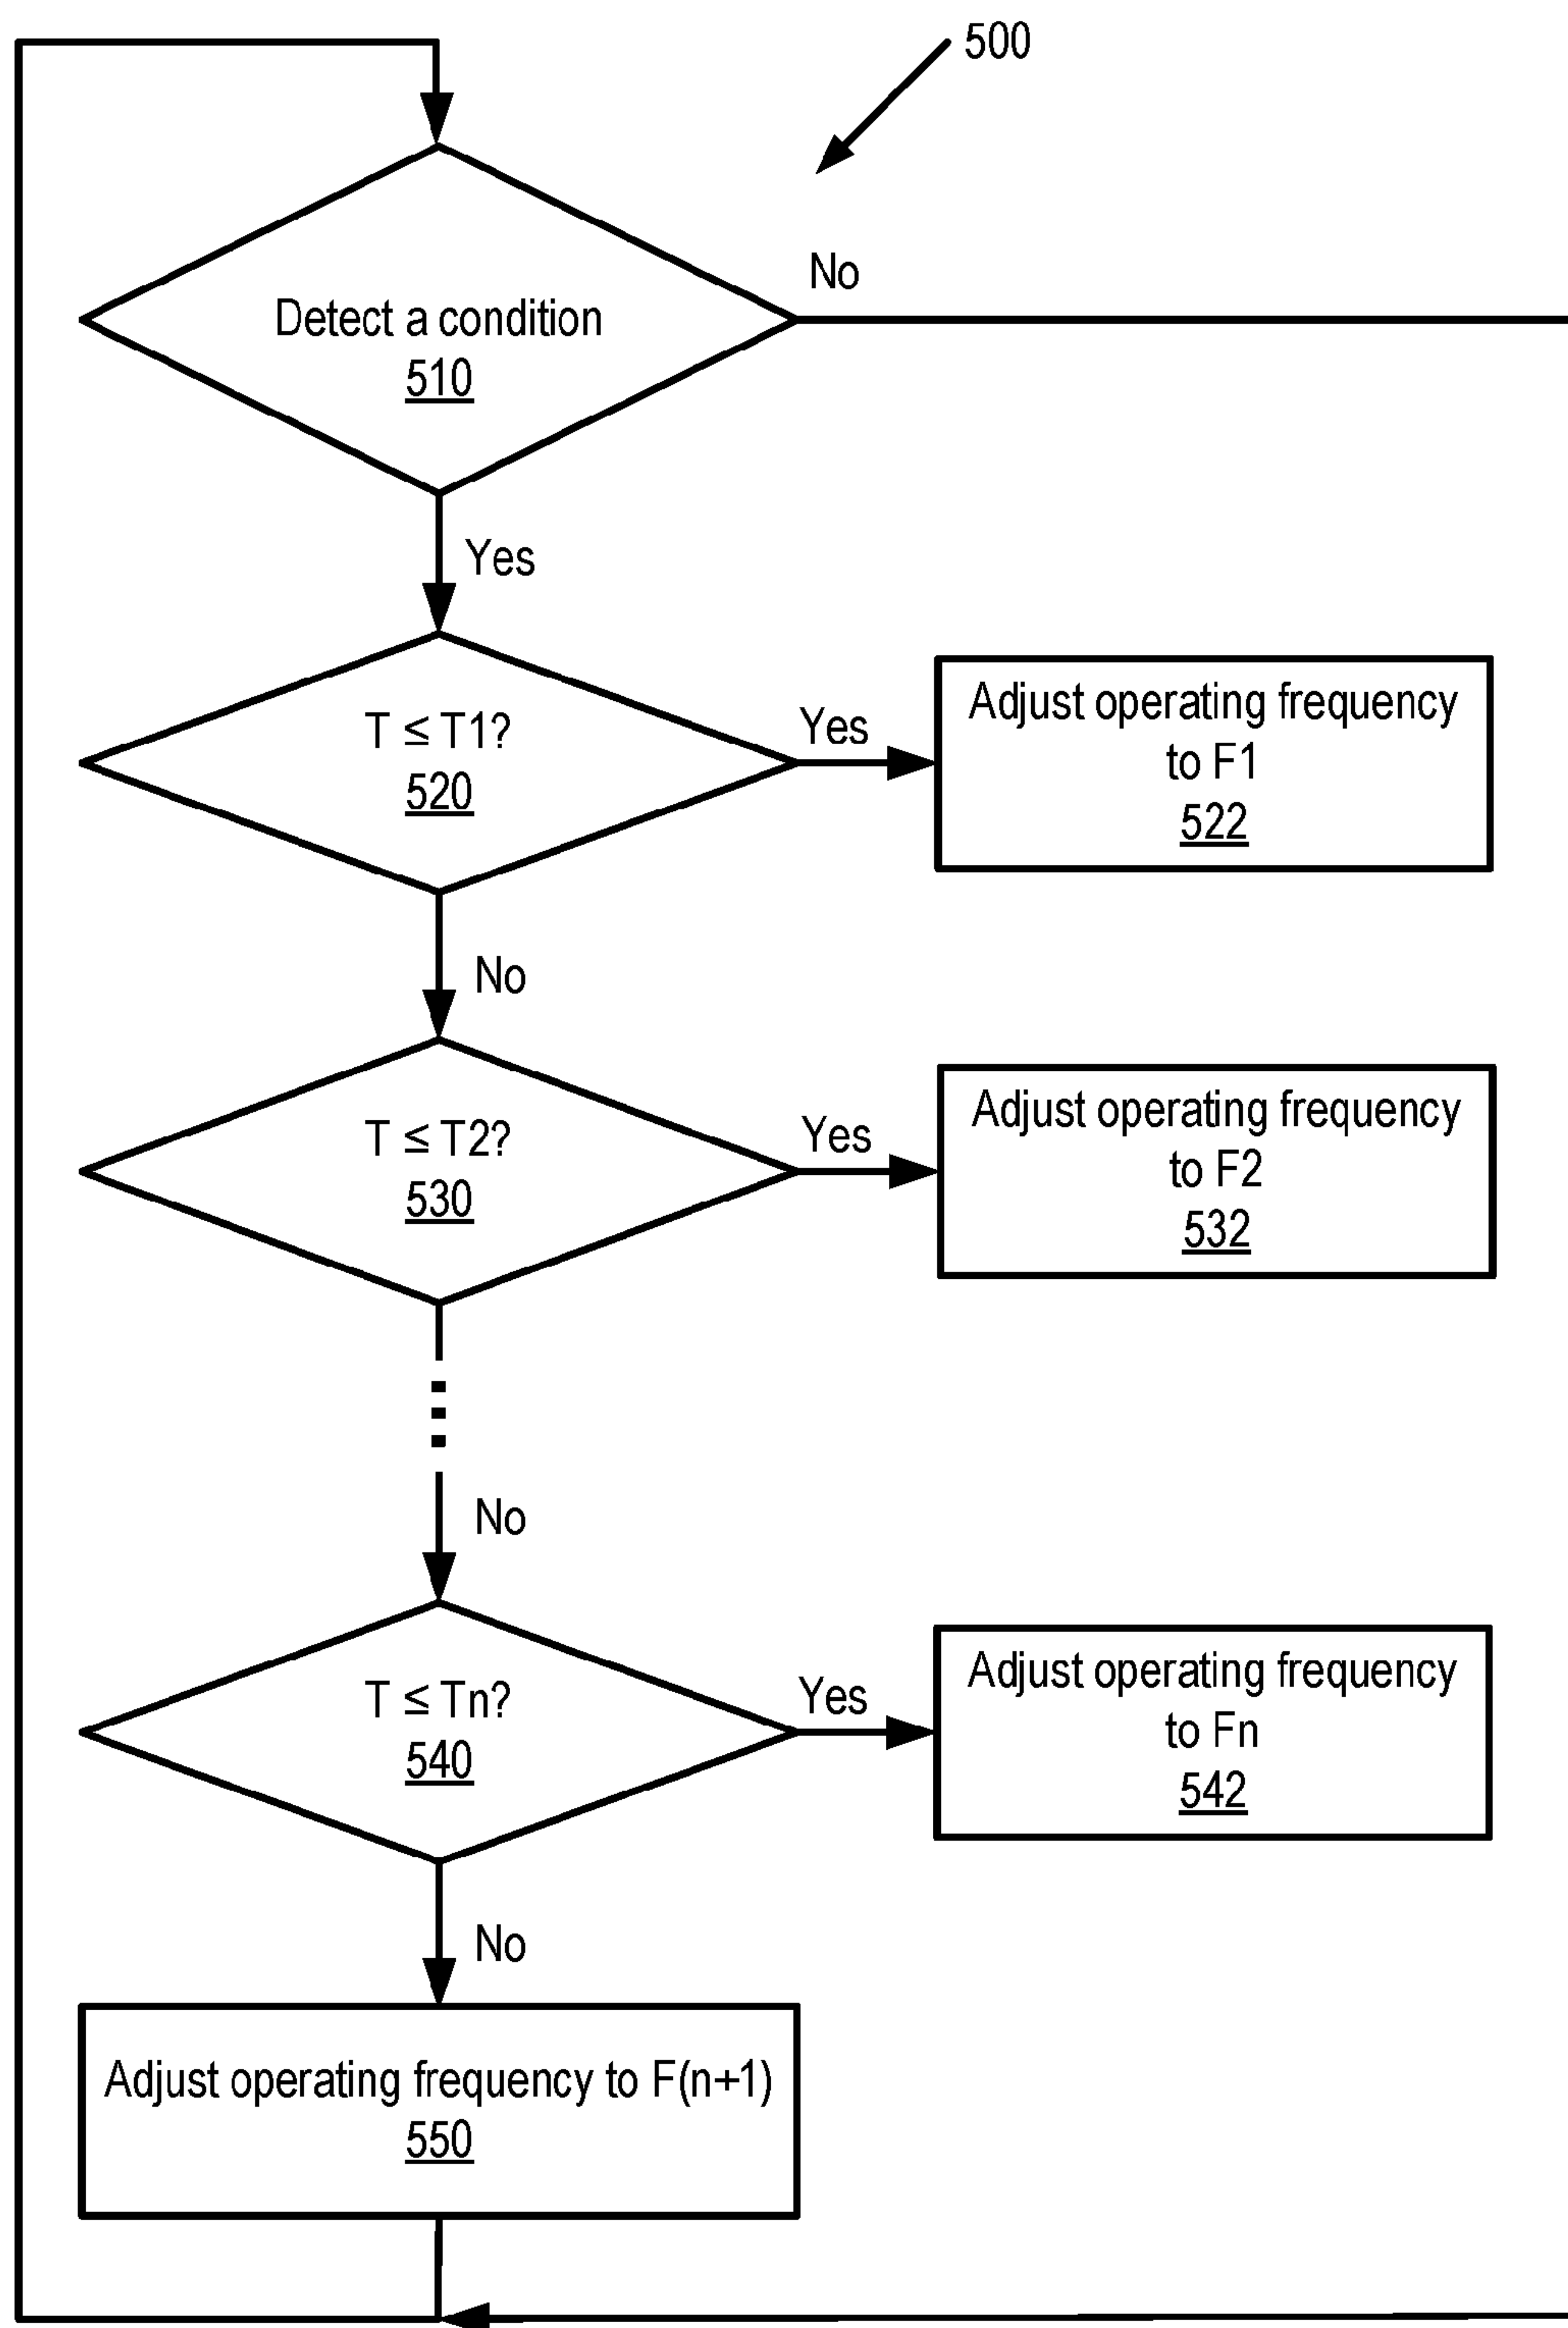 500
No
Detect a condition
510
Yes
T ≤ T1?
520
Yes
Adjust operating frequency
to F1
522
No
T ≤ T2?
530
Yes
Adjust operating frequency
to F2
532
No
T ≤ Tn?
540
Yes
Adjust operating frequency
to Fn
542
No
Adjust operating frequency to F(n+1)
550